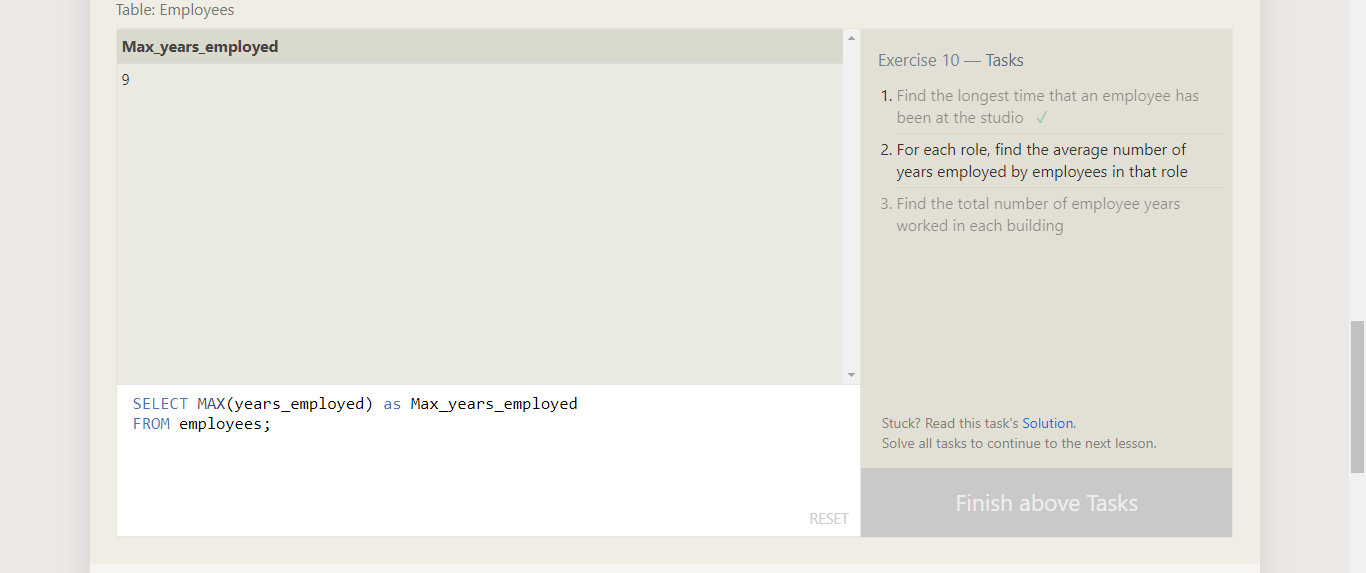 Table: Employees
Max_years_employed
9
SELECT MAX(years_employed) as Max_years_employed
FROM employees;
RESET
Exercise 10 — Tasks
1. Find the longest time that an employee has
been at the studio ✓
2. For each role, find the average number of
years employed by employees in that role
3. Find the total number of employee years
worked in each building
Stuck? Read this task's Solution.
Solve all tasks to continue to the next lesson.
Finish above Tasks